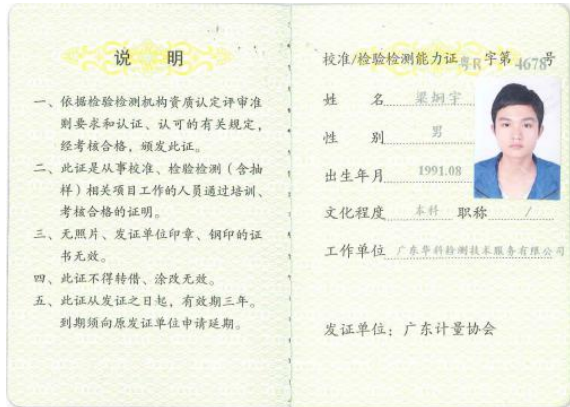 说 明
一、依据检验检测机构资质认定评审准
则要求和认证、认可的有关规定，
经考核合格，颁发此证。
二、此证是从事校准、检验检测（含抽
样）相关项目工作的人员通过培训、
考核合格的证明。
三、无照片、发证单位印章、钢印的证
书无效。
四、此证不得转借、涂改无效。
五、此证从发证之日起，有效期三年。
到期须向原发证单位申请延期。
校准/检验检测能力证 粤R 字第 4678号
姓 名 梁炯宇
性 别 男
出生年月 1991.08
文化程度 本科 职称 /
工作单位 广东华科检测技术服务有限公司
发证单位：广东计量协会